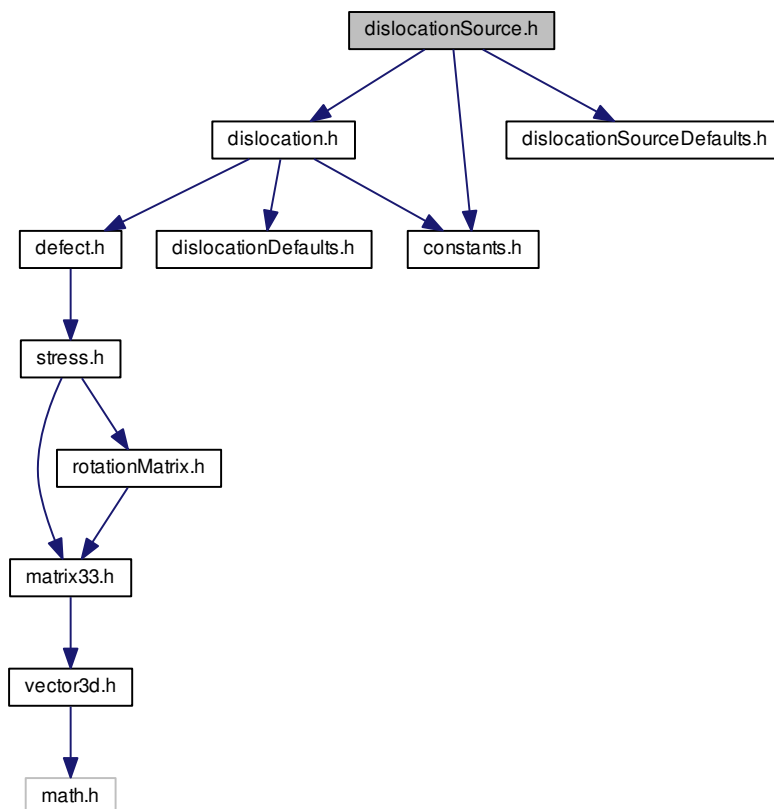 dislocationSource.h
dislocation.h
dislocationSourceDefaults.h
defect.h
dislocationDefaults.h
constants.h
stress.h
rotationMatrix.h
matrix33.h
vector3d.h
math.h